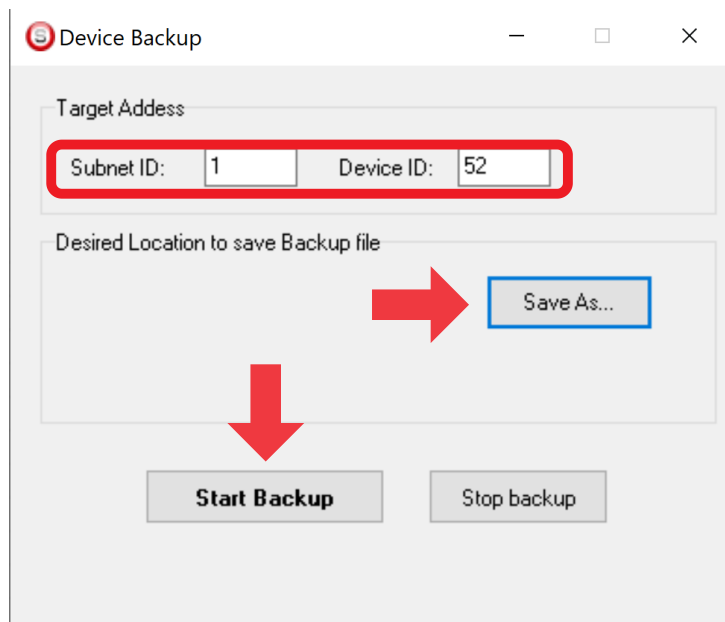 S Device Backup
Target Addess
Subnet ID: 1 Device ID: 52
Desired Location to save Backup file
Save As...
Start Backup Stop backup